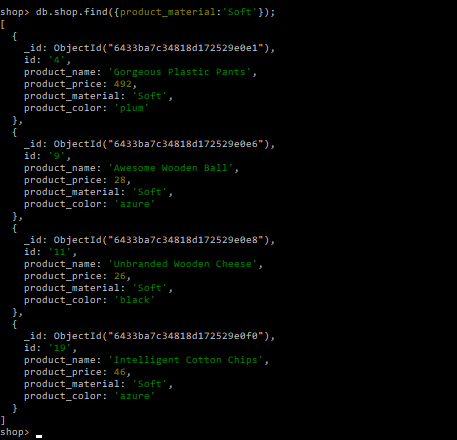 shop> db.shop.find({product_material:'Soft'});
[
  {
    _id: ObjectId("6433ba7c34818d172529e0e1"),
    id: '4',
    product_name: 'Gorgeous Plastic Pants',
    product_price: 492,
    product_material: 'Soft',
    product_color: 'plum'
  },
  {
    _id: ObjectId("6433ba7c34818d172529e0e6"),
    id: '9',
    product_name: 'Awesome Wooden Ball',
    product_price: 28,
    product_material: 'Soft',
    product_color: 'azure'
  },
  {
    _id: ObjectId("6433ba7c34818d172529e0e8"),
    id: '11',
    product_name: 'Unbranded Wooden Cheese',
    product_price: 26,
    product_material: 'Soft',
    product_color: 'black'
  },
  {
    _id: ObjectId("6433ba7c34818d172529e0f0"),
    id: '19',
    product_name: 'Intelligent Cotton Chips',
    product_price: 46,
    product_material: 'Soft',
    product_color: 'azure'
  }
]
shop>